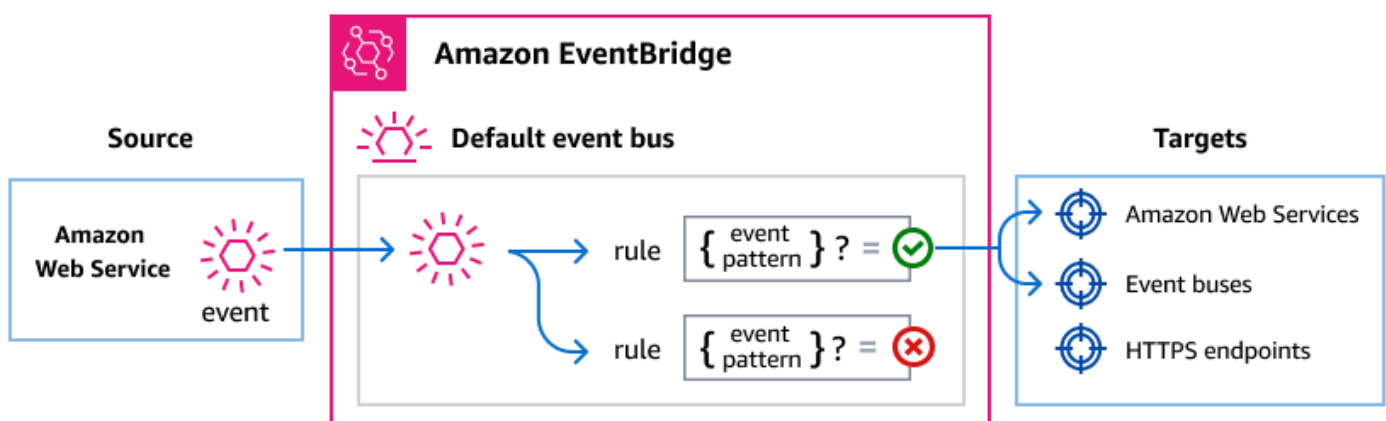 Amazon EventBridge
Source
Default event bus
Targets
Amazon
Web Service
event
rule
{ event
pattern } ? =
rule
{ event
pattern } ? =
Amazon Web Services
Event buses
HTTPS endpoints